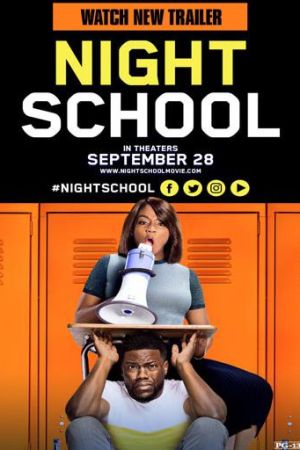 WATCH NEW TRAILER
NIGHT
SCHOOL
IN THEATERS
SEPTEMBER 28
WWW.NIGHTSCHOOLMOVIE.COM
#NIGHTSCHOOL
PG-13